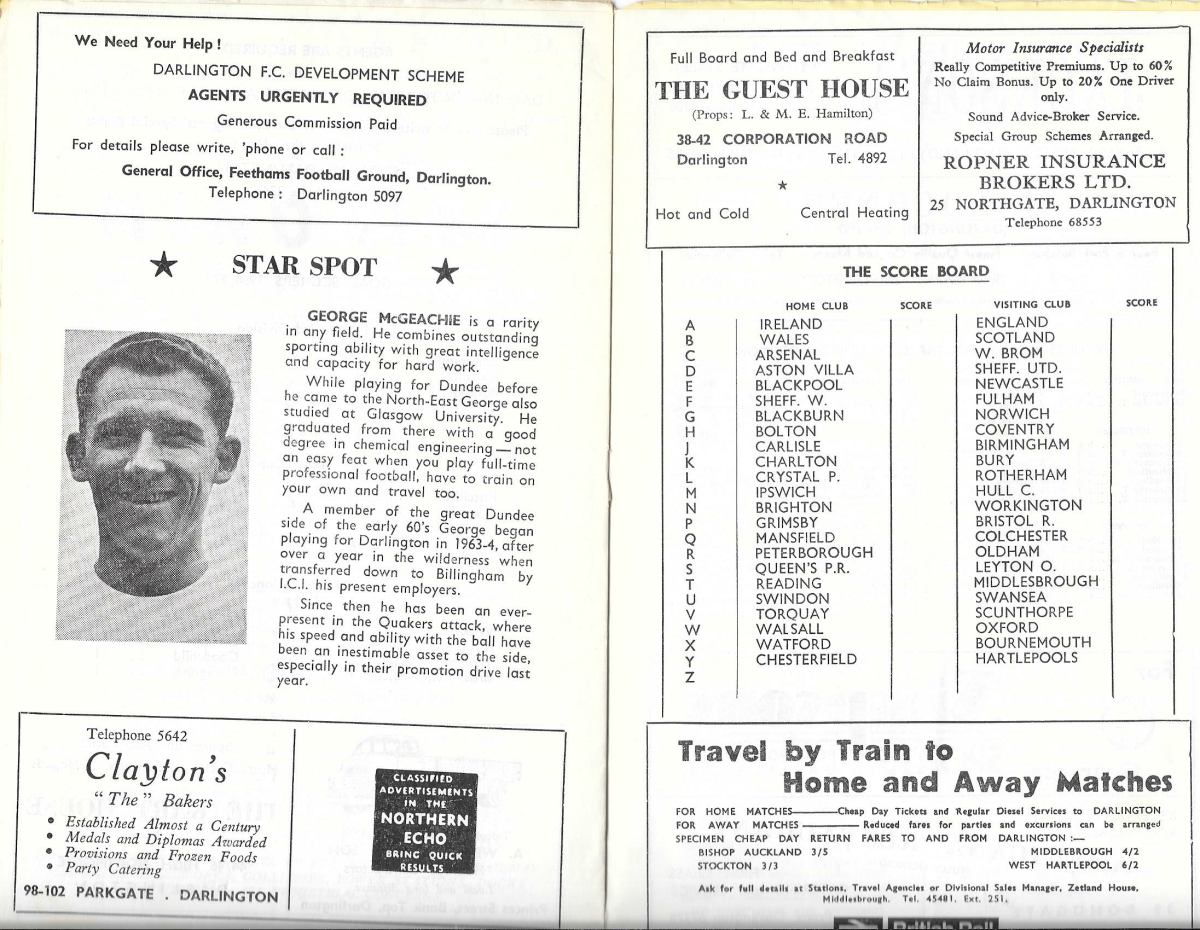 We Need Your Help !
DARLINGTON F.C. DEVELOPMENT SCHEME
AGENTS URGENTLY REQUIRED
Generous Commission Paid
For details please write, 'phone or call :
General Office, Feethams Football Ground, Darlington.
Telephone : Darlington 5097
★ STAR SPOT ★
GEORGE McGEACHIE is a rarity
in any field. He combines outstanding
sporting ability with great intelligence
and capacity for hard work.
While playing for Dundee before
he came to the North-East George also
studied at Glasgow University. He
graduated from there with a good
degree in chemical engineering — not
an easy feat when you play full-time
professional football, have to train on
your own and travel too.
A member of the great Dundee
side of the early 60's George began
playing for Darlington in 1963-4, after
over a year in the wilderness when
transferred down to Billingham by
I.C.I. his present employers.
Since then he has been an ever-
present in the Quakers attack, where
his speed and ability with the ball have
been an inestimable asset to the side,
especially in their promotion drive last
year.
Telephone 5642
Clayton's
"The" Bakers
• Established Almost a Century
• Medals and Diplomas Awarded
• Provisions and Frozen Foods
• Party Catering
98-102 PARKGATE . DARLINGTON
CLASSIFIED
ADVERTISEMENTS
IN THE
NORTHERN
ECHO
BRING QUICK
RESULTS
Full Board and Bed and Breakfast
THE GUEST HOUSE
(Props: L. & M. E. Hamilton)
38-42 CORPORATION ROAD
Darlington Tel. 4892
★
Hot and Cold Central Heating
Motor Insurance Specialists
Really Competitive Premiums. Up to 60%
No Claim Bonus. Up to 20% One Driver
only.
Sound Advice-Broker Service.
Special Group Schemes Arranged.
ROPNER INSURANCE
BROKERS LTD.
25 NORTHGATE, DARLINGTON
Telephone 68553
THE SCORE BOARD
HOME CLUB SCORE VISITING CLUB SCORE
A IRELAND ENGLAND
B WALES SCOTLAND
C ARSENAL W. BROM
D ASTON VILLA SHEFF. UTD.
E BLACKPOOL NEWCASTLE
F SHEFF. W. FULHAM
G BLACKBURN NORWICH
H BOLTON COVENTRY
J CARLISLE BIRMINGHAM
K CHARLTON BURY
L CRYSTAL P. ROTHERHAM
M IPSWICH HULL C.
N BRIGHTON WORKINGTON
P GRIMSBY BRISTOL R.
Q MANSFIELD COLCHESTER
R PETERBOROUGH OLDHAM
S QUEEN'S P.R. LEYTON O.
T READING MIDDLESBROUGH
U SWINDON SWANSEA
V TORQUAY SCUNTHORPE
W WALSALL OXFORD
X WATFORD BOURNEMOUTH
Y CHESTERFIELD HARTLEPOOLS
Z
Travel by Train to
Home and Away Matches
FOR HOME MATCHES———Cheap Day Tickets and Regular Diesel Services to DARLINGTON
FOR AWAY MATCHES———Reduced fares for parties and excursions can be arranged
SPECIMEN CHEAP DAY RETURN FARES TO AND FROM DARLINGTON :—
BISHOP AUCKLAND 3/5 MIDDLEBROUGH 4/2
STOCKTON 3/3 WEST HARTLEPOOL 6/2
Ask for full details at Stations, Travel Agencies or Divisional Sales Manager, Zetland House,
Middlesbrough. Tel. 45481, Ext. 251.
British Rail